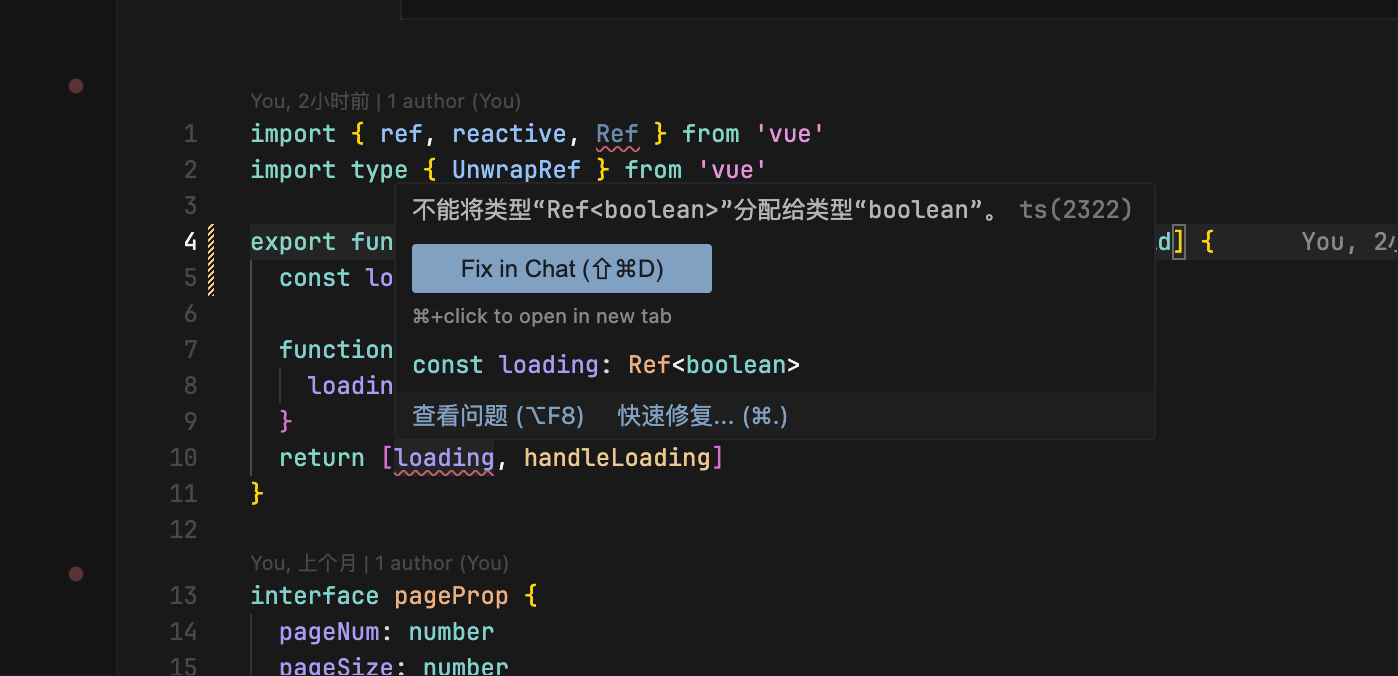 You, 2小时前 | 1 author (You)
1 import { ref, reactive, Ref } from 'vue'
2 import type { UnwrapRef } from 'vue'
3
不能将类型“Ref<boolean>”分配给类型“boolean”。 ts(2322)
4 export fun d] { You, 2
Fix in Chat (⇧⌘D)
5 const lo
⌘+click to open in new tab
6
7 function
const loading: Ref<boolean>
8 loadin
查看问题 (⌥F8) 快速修复... (⌘.)
9 }
10 return [loading, handleLoading]
11 }
12
You, 上个月 | 1 author (You)
13 interface pageProp {
14 pageNum: number
15 pageSize: number